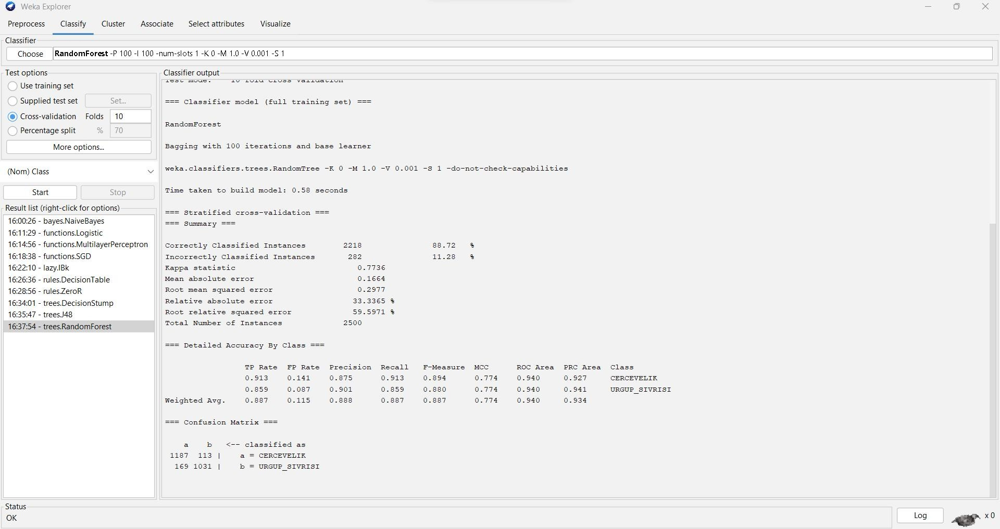 Weka Explorer
Preprocess Classify Cluster Associate Select attributes Visualize
Classifier
Choose RandomForest -P 100 -I 100 -num-slots 1 -K 0 -M 1.0 -V 0.001 -S 1
Test options
Use training set
Supplied test set Set...
Cross-validation Folds 10
Percentage split % 70
More options...
(Nom) Class
Start Stop
Result list (right-click for options)
16:00:26 - bayes.NaiveBayes
16:11:29 - functions.Logistic
16:14:56 - functions.MultilayerPerceptron
16:18:38 - functions.SGD
16:22:10 - lazy.IBk
16:26:36 - rules.DecisionTable
16:28:56 - rules.ZeroR
16:34:01 - trees.DecisionStump
16:35:47 - trees.J48
16:37:54 - trees.RandomForest
Classifier output
=== Classifier model (full training set) ===
RandomForest
Bagging with 100 iterations and base learner
weka.classifiers.trees.RandomTree -K 0 -M 1.0 -V 0.001 -S 1 -do-not-check-capabilities
Time taken to build model: 0.58 seconds
=== Stratified cross-validation ===
=== Summary ===
Correctly Classified Instances 2218 88.72 %
Incorrectly Classified Instances 282 11.28 %
Kappa statistic 0.7736
Mean absolute error 0.1664
Root mean squared error 0.2977
Relative absolute error 33.3365 %
Root relative squared error 59.5971 %
Total Number of Instances 2500
=== Detailed Accuracy By Class ===
TP Rate FP Rate Precision Recall F-Measure MCC ROC Area PRC Area Class
0.913 0.141 0.875 0.913 0.894 0.774 0.940 0.927 CERCEVELIK
0.859 0.087 0.901 0.859 0.880 0.774 0.940 0.941 URGUP_SIVRISI
Weighted Avg. 0.887 0.115 0.888 0.887 0.887 0.774 0.940 0.934
=== Confusion Matrix ===
a b <-- classified as
1187 113 | a = CERCEVELIK
169 1031 | b = URGUP_SIVRISI
Status
OK
Log x 0